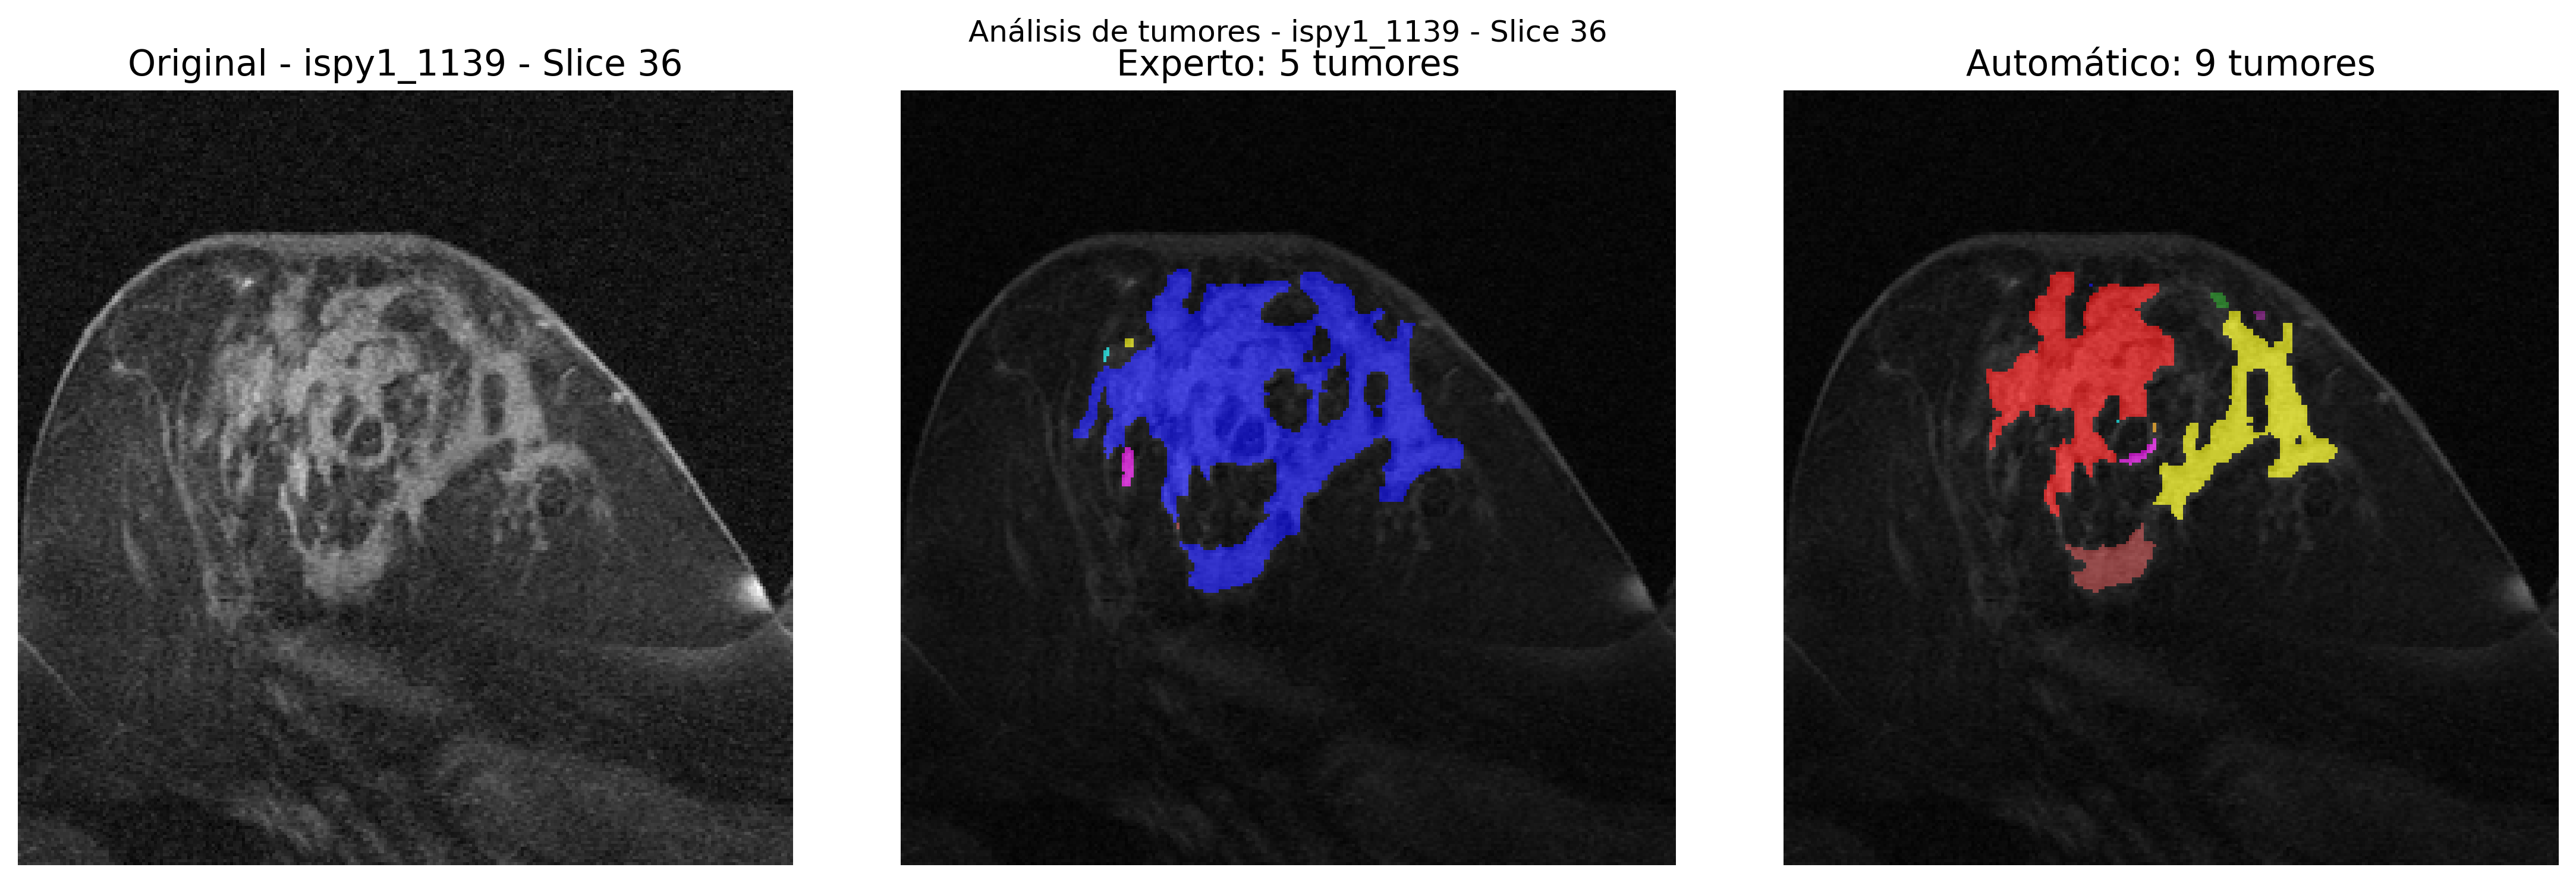 Análisis de tumores - ispy1_1139 - Slice 36
Original - ispy1_1139 - Slice 36
Experto: 5 tumores
Automático: 9 tumores